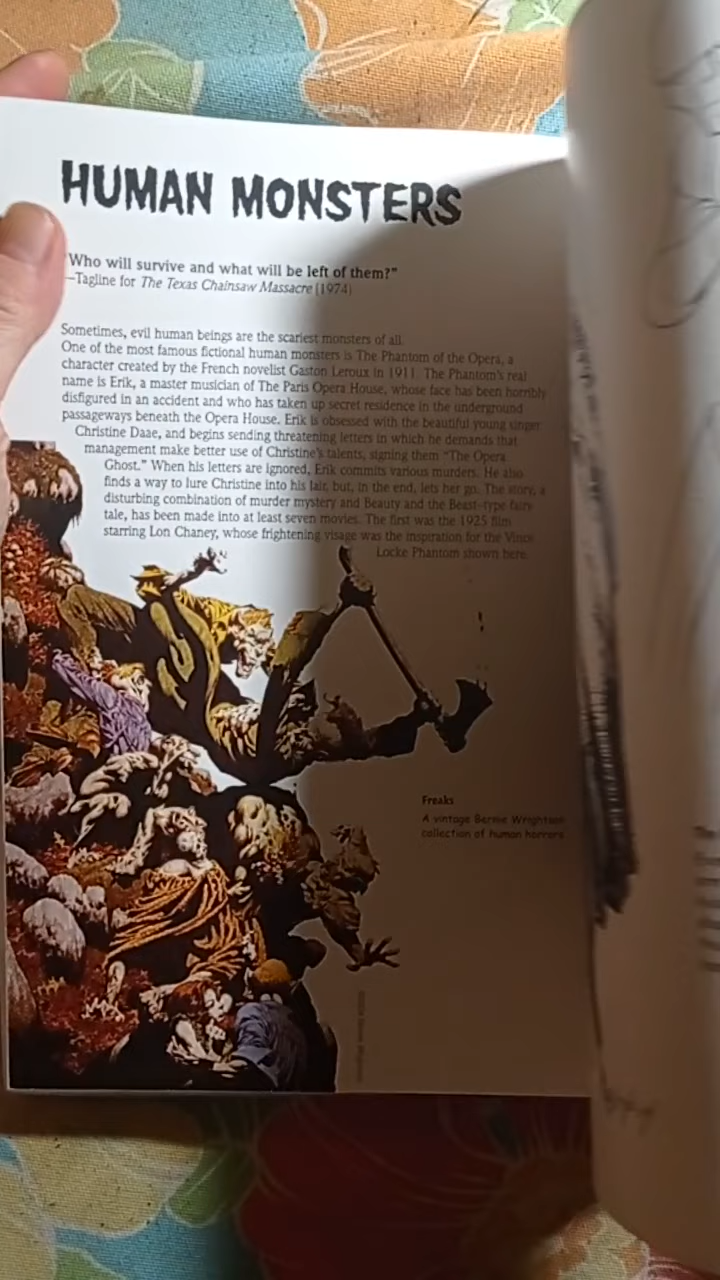 HUMAN MONSTERS
"Who will survive and what will be left of them?"
—Tagline for The Texas Chainsaw Massacre (1974)
Sometimes, evil human beings are the scariest monsters of all.
One of the most famous fictional human monsters is The Phantom of the Opera, a
character created by the French novelist Gaston Leroux in 1911. The Phantom's real
name is Erik, a master musician of The Paris Opera House, whose face has been horribly
disfigured in an accident and who has taken up secret residence in the underground
passageways beneath the Opera House. Erik is obsessed with the beautiful young singer
Christine Daae, and begins sending threatening letters in which he demands that
management make better use of Christine's talents, signing them "The Opera
Ghost." When his letters are ignored, Erik commits various murders. He also
finds a way to lure Christine into his lair, but, in the end, lets her go. The story, a
disturbing combination of murder mystery and Beauty and the Beast-type fairy
tale, has been made into at least seven movies. The first was the 1925 film
starring Lon Chaney, whose frightening visage was the inspiration for the Vince
Locke Phantom shown here.
Freaks
A vintage Bernie Wrightson
collection of human horrors